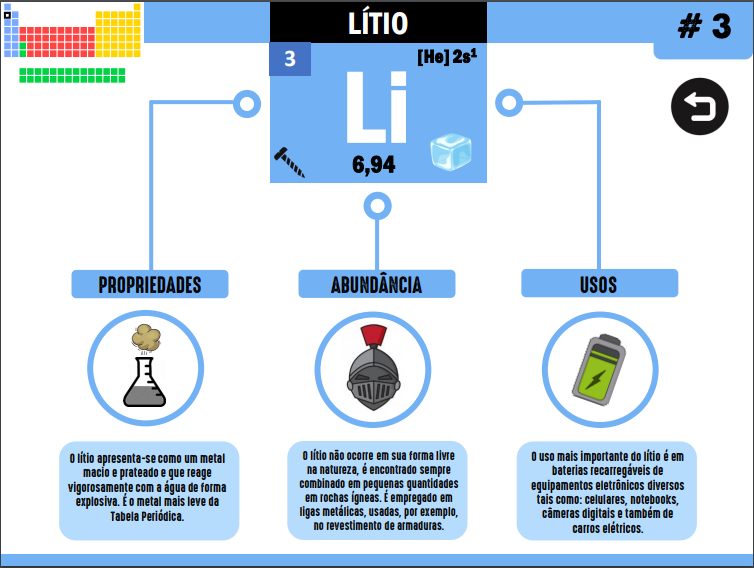 LÍTIO
# 3
3
[He] 2s¹
Li
6,94
PROPRIEDADES
ABUNDÂNCIA
USOS
O lítio apresenta-se como um metal
macio e prateado e que reage
vigorosamente com a água de forma
explosiva. É o metal mais leve da
Tabela Periódica.
O lítio não ocorre em sua forma livre
na natureza, é encontrado sempre
combinado em pequenas quantidades
em rochas ígneas. É empregado em
ligas metálicas, usadas, por exemplo,
no revestimento de armaduras.
O uso mais importante do lítio é em
baterias recarregáveis de
equipamentos eletrônicos diversos
tais como: celulares, notebooks,
câmeras digitais e também de
carros elétricos.